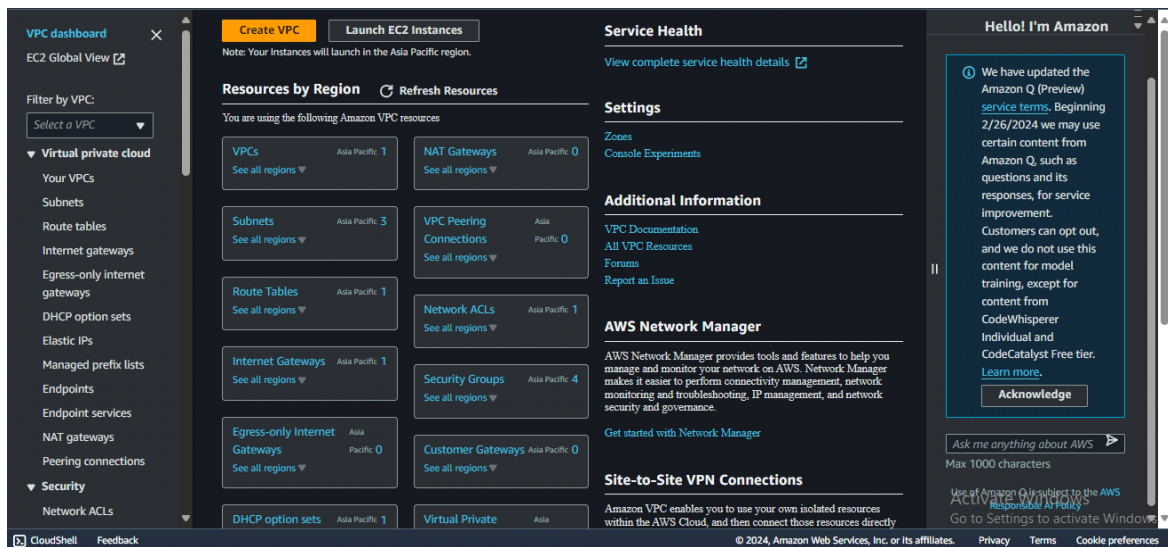 VPC dashboard
EC2 Global View
Filter by VPC:
Select a VPC
Virtual private cloud
Your VPCs
Subnets
Route tables
Internet gateways
Egress-only internet
gateways
DHCP option sets
Elastic IPs
Managed prefix lists
Endpoints
Endpoint services
NAT gateways
Peering connections
Security
Network ACLs
Create VPC
Launch EC2 Instances
Note: Your Instances will launch in the Asia Pacific region.
Resources by Region
Refresh Resources
You are using the following Amazon VPC resources
VPCs Asia Pacific 1
See all regions
NAT Gateways Asia Pacific 0
See all regions
Subnets Asia Pacific 3
See all regions
VPC Peering Asia
Connections Pacific 0
See all regions
Route Tables Asia Pacific 1
See all regions
Network ACLs Asia Pacific 1
See all regions
Internet Gateways Asia Pacific 1
See all regions
Security Groups Asia Pacific 4
See all regions
Egress-only Internet Asia
Gateways Pacific 0
See all regions
Customer Gateways Asia Pacific 0
See all regions
DHCP option sets Asia Pacific 1
Virtual Private Asia
Service Health
View complete service health details
Settings
Zones
Console Experiments
Additional Information
VPC Documentation
All VPC Resources
Forums
Report an Issue
AWS Network Manager
AWS Network Manager provides tools and features to help you
manage and monitor your network on AWS. Network Manager
makes it easier to perform connectivity management, network
monitoring and troubleshooting, IP management, and network
security and governance.
Get started with Network Manager
Site-to-Site VPN Connections
Amazon VPC enables you to use your own isolated resources
within the AWS Cloud, and then connect those resources directly
Hello! I'm Amazon
We have updated the
Amazon Q (Preview)
service terms. Beginning
2/26/2024 we may use
certain content from
Amazon Q, such as
questions and its
responses, for service
improvement.
Customers can opt out,
and we do not use this
content for model
training, except for
content from
CodeWhisperer
Individual and
CodeCatalyst Free tier.
Learn more.
Acknowledge
Ask me anything about AWS
Max 1000 characters
Use of Amazon Q is subject to the AWS
Responsible AI Policy
Activate Windows
Go to Settings to activate Windows
CloudShell Feedback
© 2024, Amazon Web Services, Inc. or its affiliates. Privacy Terms Cookie preferences